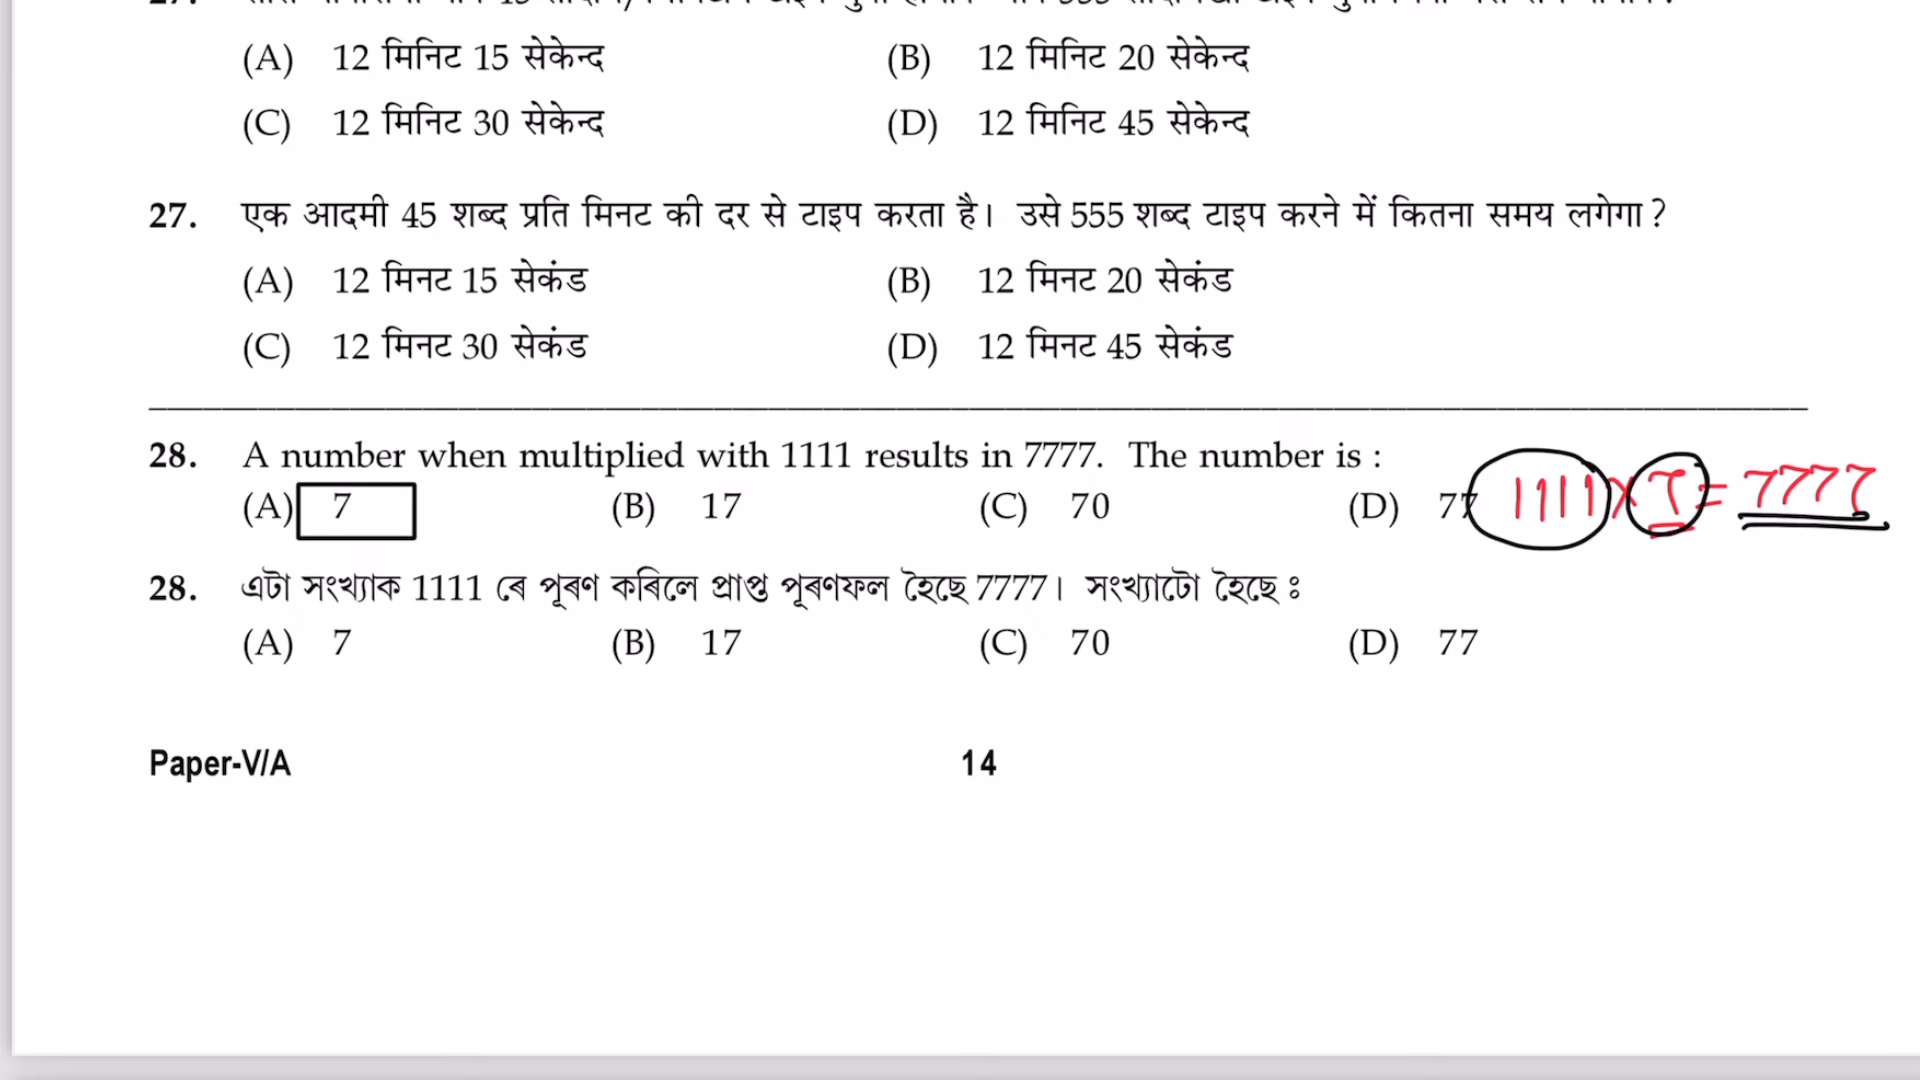 (A) 12 मिनिट 15 सेकेन्द (B) 12 मिनिट 20 सेकेन्द
(C) 12 मिनिट 30 सेकेन्द (D) 12 मिनिट 45 सेकेन्द
27. एक आदमी 45 शब्द प्रति मिनट की दर से टाइप करता है। उसे 555 शब्द टाइप करने में कितना समय लगेगा?
(A) 12 मिनट 15 सेकंड (B) 12 मिनट 20 सेकंड
(C) 12 मिनट 30 सेकंड (D) 12 मिनट 45 सेकंड
28. A number when multiplied with 1111 results in 7777. The number is :
(A) 7 (B) 17 (C) 70 (D) 77 1111 x 7 = 7777
28. এটা সংখ্যাক 1111 ৰে পূৰণ কৰিলে প্ৰাপ্ত পূৰণফল হৈছে 7777। সংখ্যাটো হৈছে ঃ
(A) 7 (B) 17 (C) 70 (D) 77
Paper-V/A 14